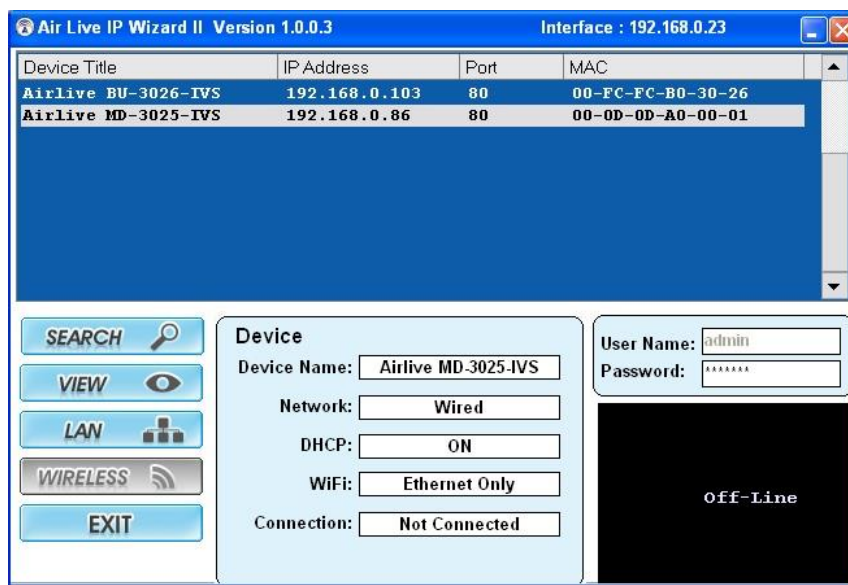 Air Live IP Wizard II Version 1.0.0.3 Interface : 192.168.0.23
Device Title IP Address Port MAC
Airlive BU-3026-IVS 192.168.0.103 80 00-FC-FC-B0-30-26
Airlive MD-3025-IVS 192.168.0.86 80 00-0D-0D-A0-00-01
SEARCH
VIEW
LAN
WIRELESS
EXIT
Device
Device Name: Airlive MD-3025-IVS
Network: Wired
DHCP: ON
WiFi: Ethernet Only
Connection: Not Connected
User Name: admin
Password: *******
Off-Line